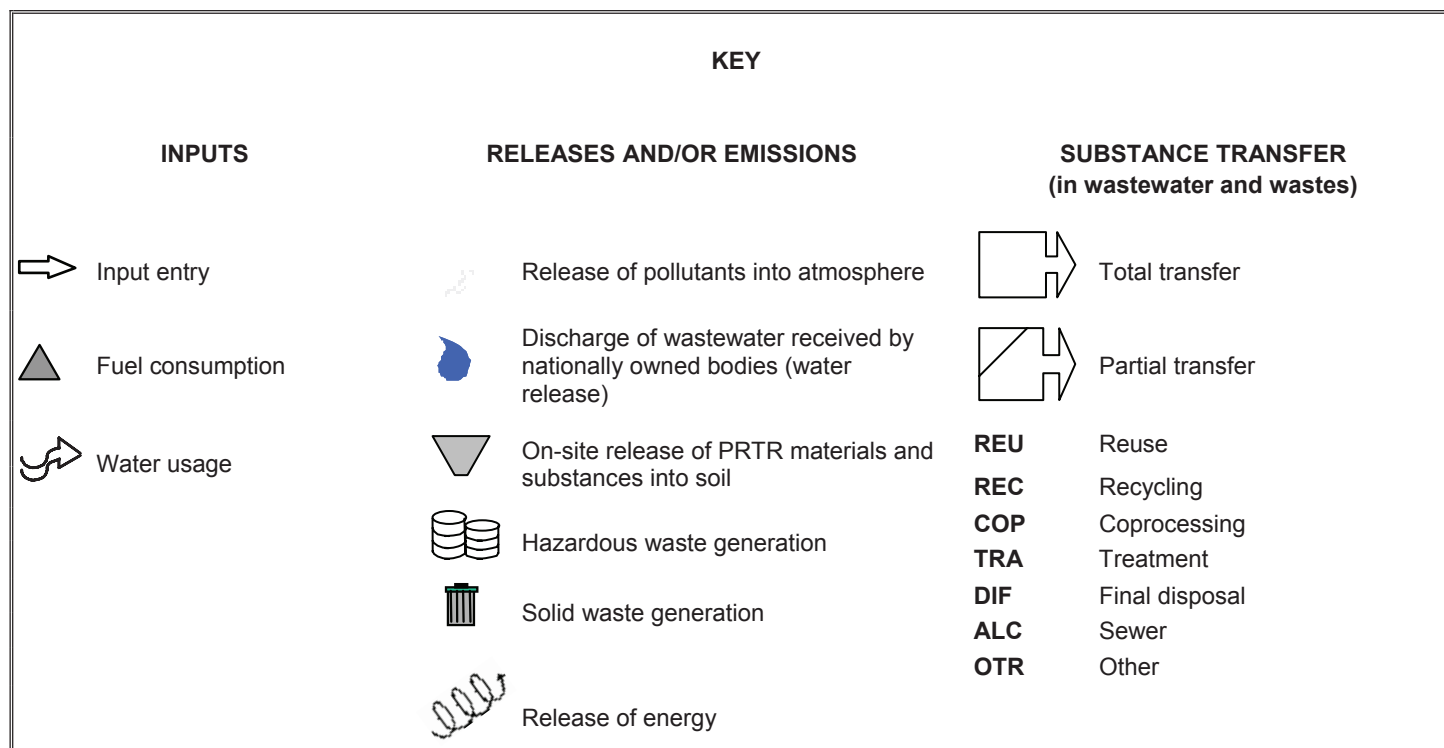 KEY
INPUTS
Input entry
Fuel consumption
Water usage
RELEASES AND/OR EMISSIONS
Release of pollutants into atmosphere
Discharge of wastewater received by
nationally owned bodies (water
release)
On-site release of PRTR materials and
substances into soil
Hazardous waste generation
Solid waste generation
Release of energy
SUBSTANCE TRANSFER
(in wastewater and wastes)
Total transfer
Partial transfer
REU Reuse
REC Recycling
COP Coprocessing
TRA Treatment
DIF Final disposal
ALC Sewer
OTR Other